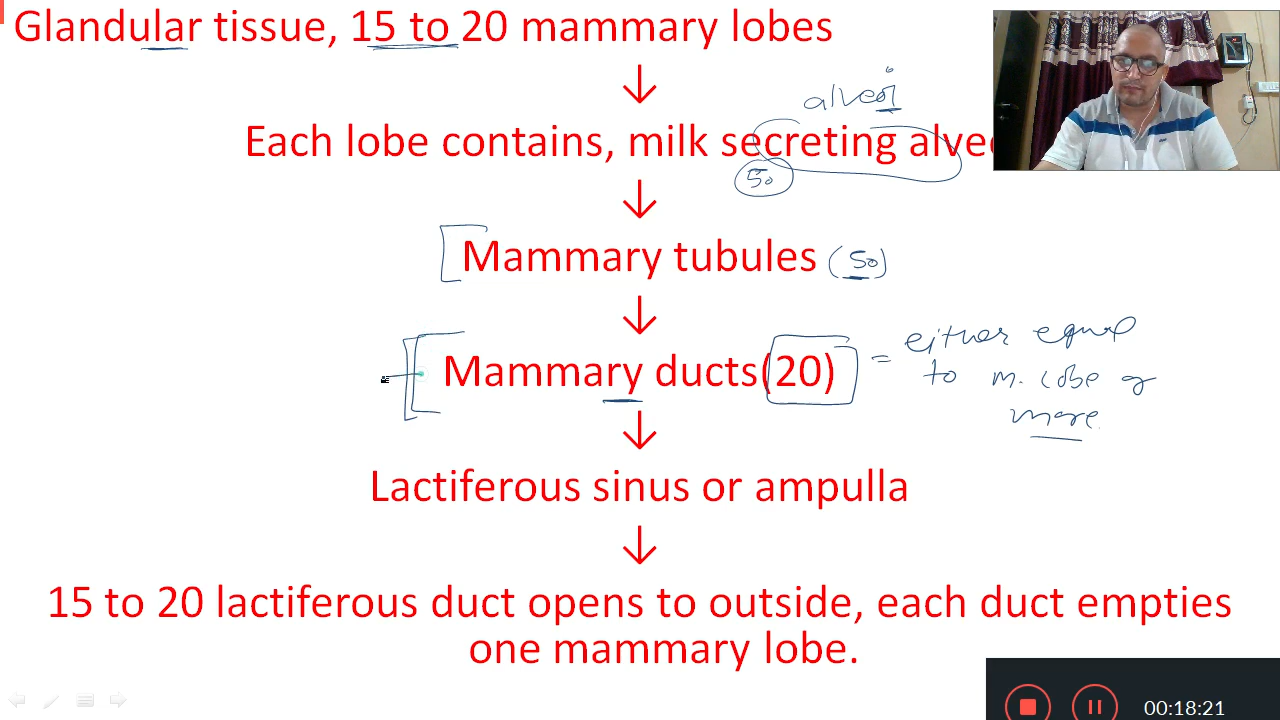 Glandular tissue, 15 to 20 mammary lobes
alveoi
Each lobe contains, milk secreting alveo
50
Mammary tubules (50)
Mammary ducts(20) = either equal
to m. lobe or
more.
Lactiferous sinus or ampulla
15 to 20 lactiferous duct opens to outside, each duct empties
one mammary lobe.
00:18:21